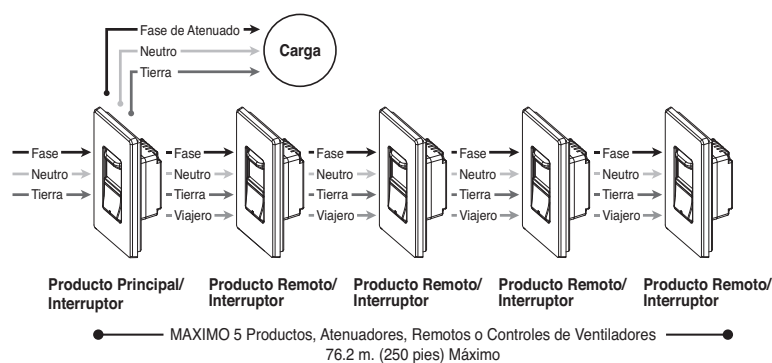 Fase de Atenuado
Neutro
Tierra
Carga
Fase Fase Fase Fase Fase
Neutro Neutro Neutro Neutro Neutro
Tierra Tierra Tierra Tierra Tierra
Viajero Viajero Viajero Viajero
Producto Principal/ Producto Remoto/ Producto Remoto/ Producto Remoto/ Producto Remoto/
Interruptor Interruptor Interruptor Interruptor Interruptor
MAXIMO 5 Productos, Atenuadores, Remotos o Controles de Ventiladores
76.2 m. (250 pies) Máximo